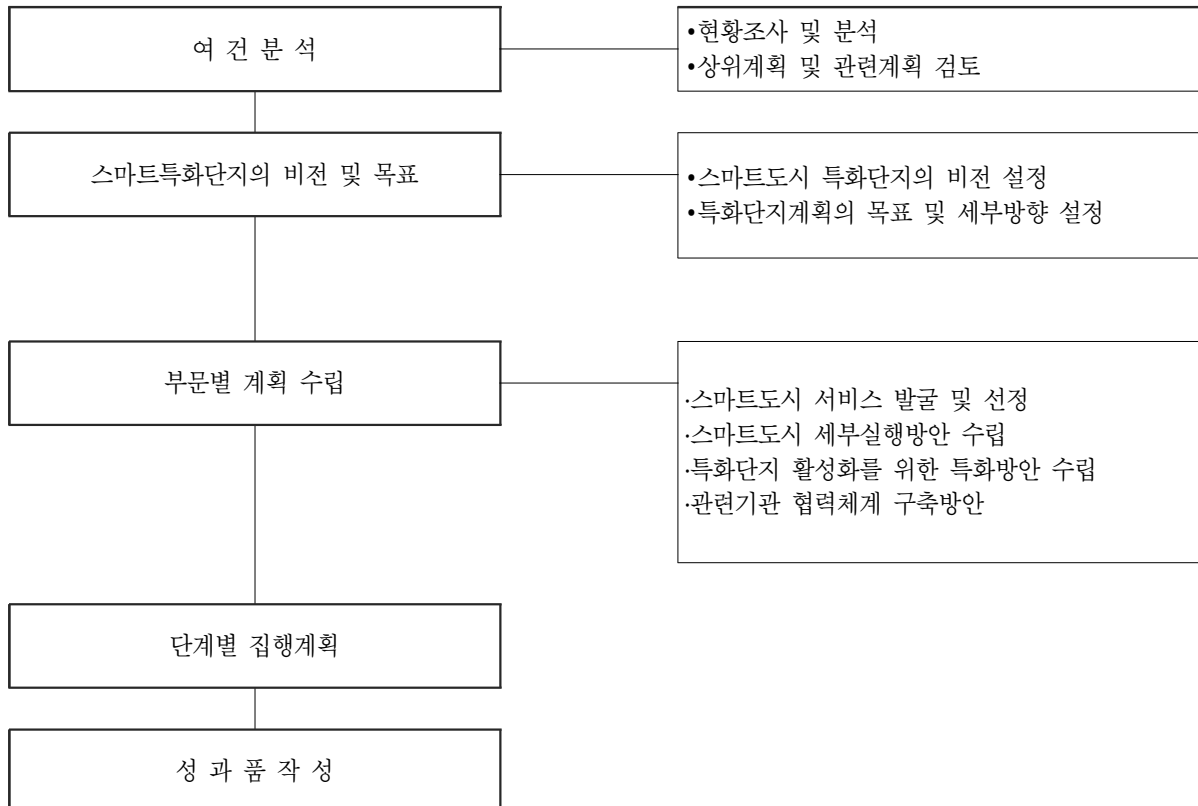 여 건 분 석
•현황조사 및 분석
•상위계획 및 관련계획 검토
스마트특화단지의 비전 및 목표
•스마트도시 특화단지의 비전 설정
•특화단지계획의 목표 및 세부방향 설정
부문별 계획 수립
·스마트도시 서비스 발굴 및 선정
·스마트도시 세부실행방안 수립
·특화단지 활성화를 위한 특화방안 수립
·관련기관 협력체계 구축방안
단계별 집행계획
성 과 품 작 성